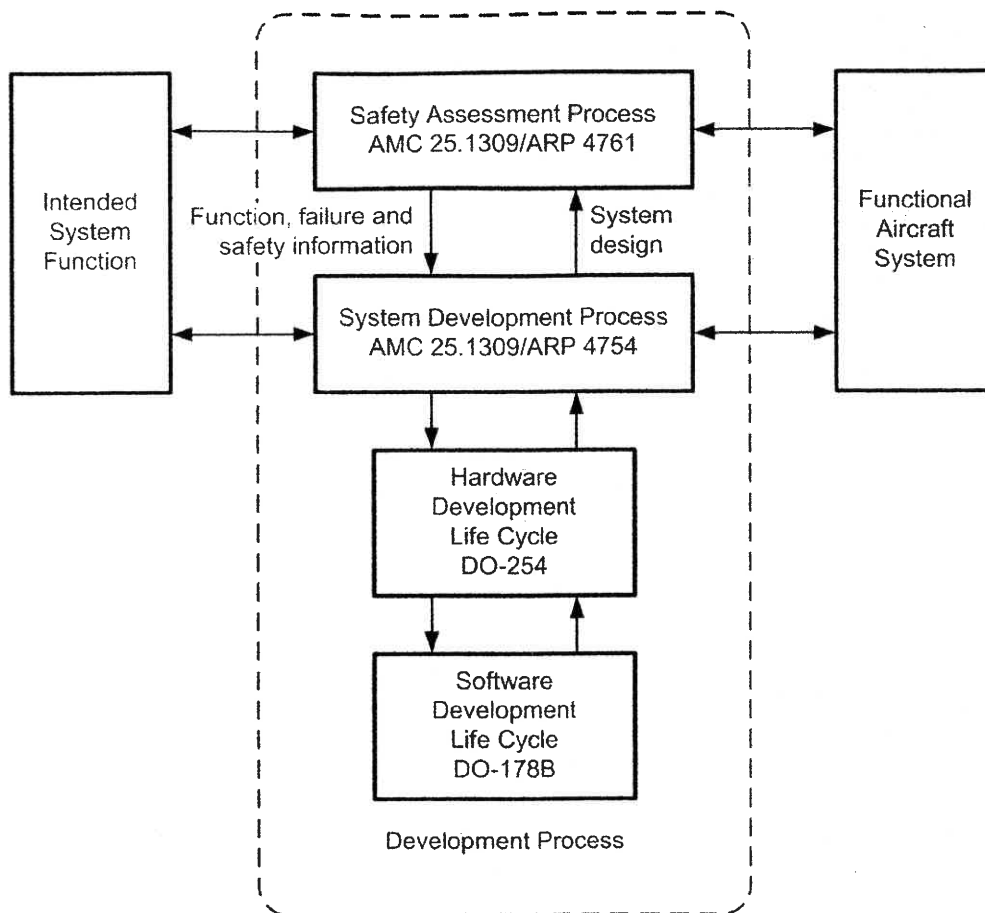 Safety Assessment Process
AMC 25.1309/ARP 4761
Intended
System
Function
Function, failure and
safety information
System
design
Functional
Aircraft
System
System Development Process
AMC 25.1309/ARP 4754
Hardware
Development
Life Cycle
DO-254
Software
Development
Life Cycle
DO-178B
Development Process